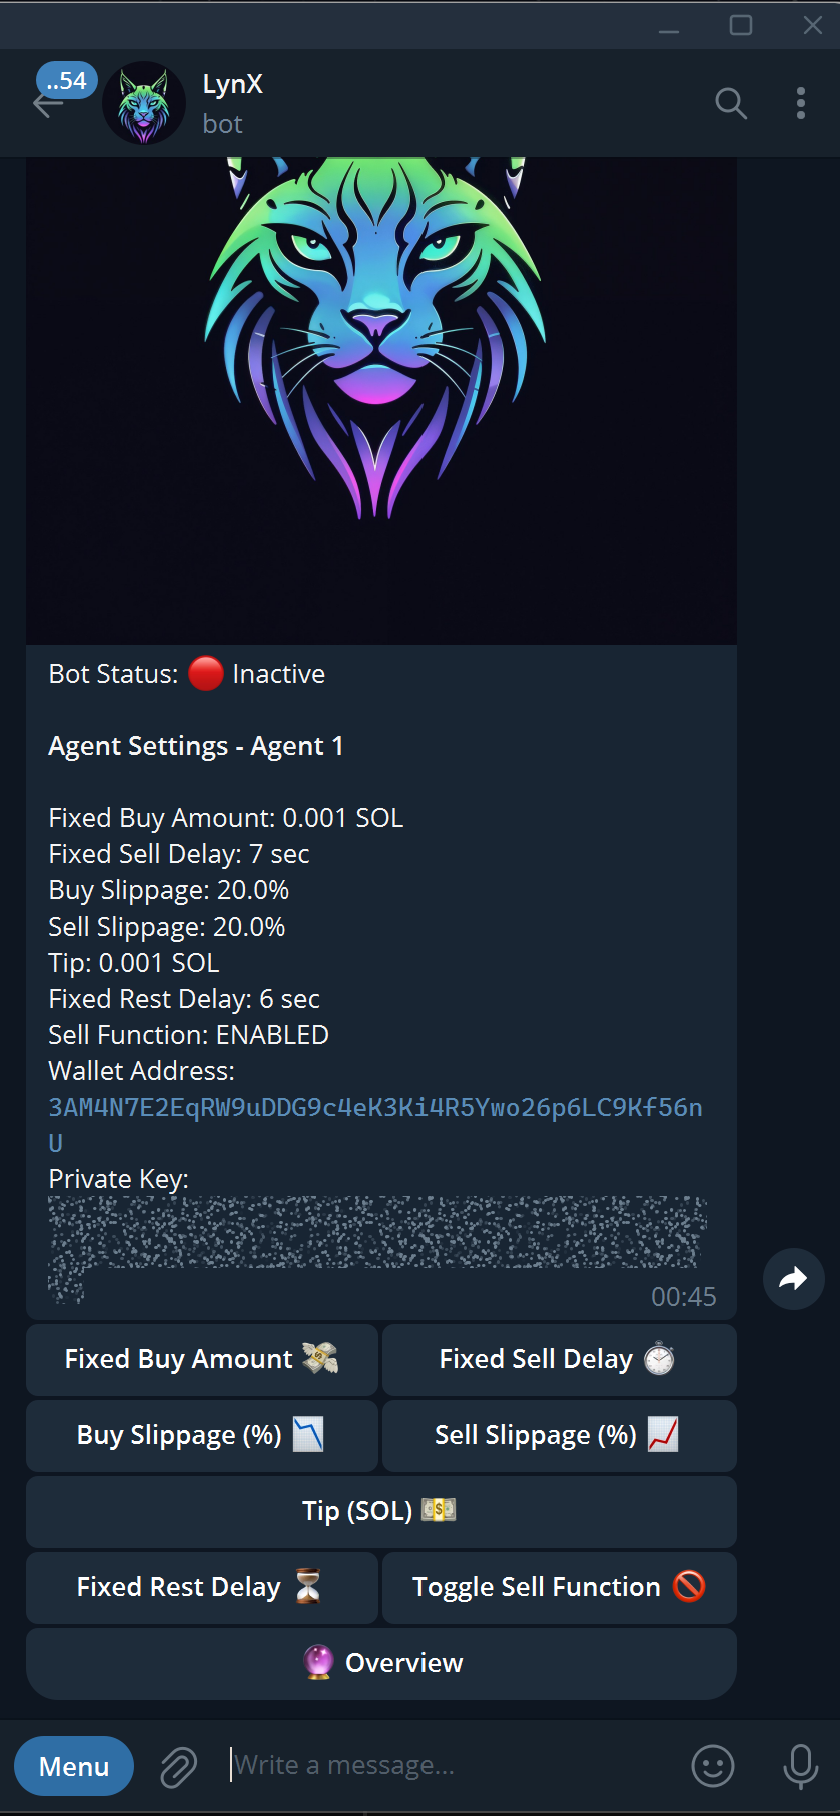 ..54
LynX
bot
Bot Status: 🔴 Inactive
Agent Settings - Agent 1
Fixed Buy Amount: 0.001 SOL
Fixed Sell Delay: 7 sec
Buy Slippage: 20.0%
Sell Slippage: 20.0%
Tip: 0.001 SOL
Fixed Rest Delay: 6 sec
Sell Function: ENABLED
Wallet Address:
3AM4N7E2EqRW9uDDG9c4eK3Ki4R5Ywo26p6LC9Kf56n
U
Private Key:
00:45
Fixed Buy Amount 💸
Fixed Sell Delay ⏱
Buy Slippage (%) 📉
Sell Slippage (%) 📈
Tip (SOL) 💵
Fixed Rest Delay ⏳
Toggle Sell Function 🚫
🔮 Overview
Menu
Write a message...